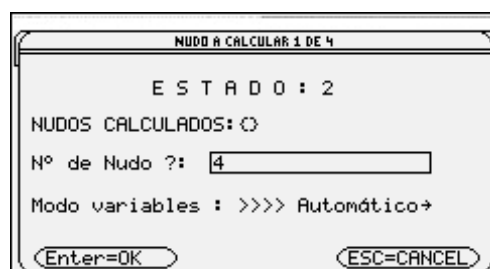 NUDO A CALCULAR 1 DE 4
E S T A D O : 2
NUDOS CALCULADOS: {}
Nº de Nudo ?: 4
Modo variables : >>>> Automático→
Enter=OK ESC=CANCEL